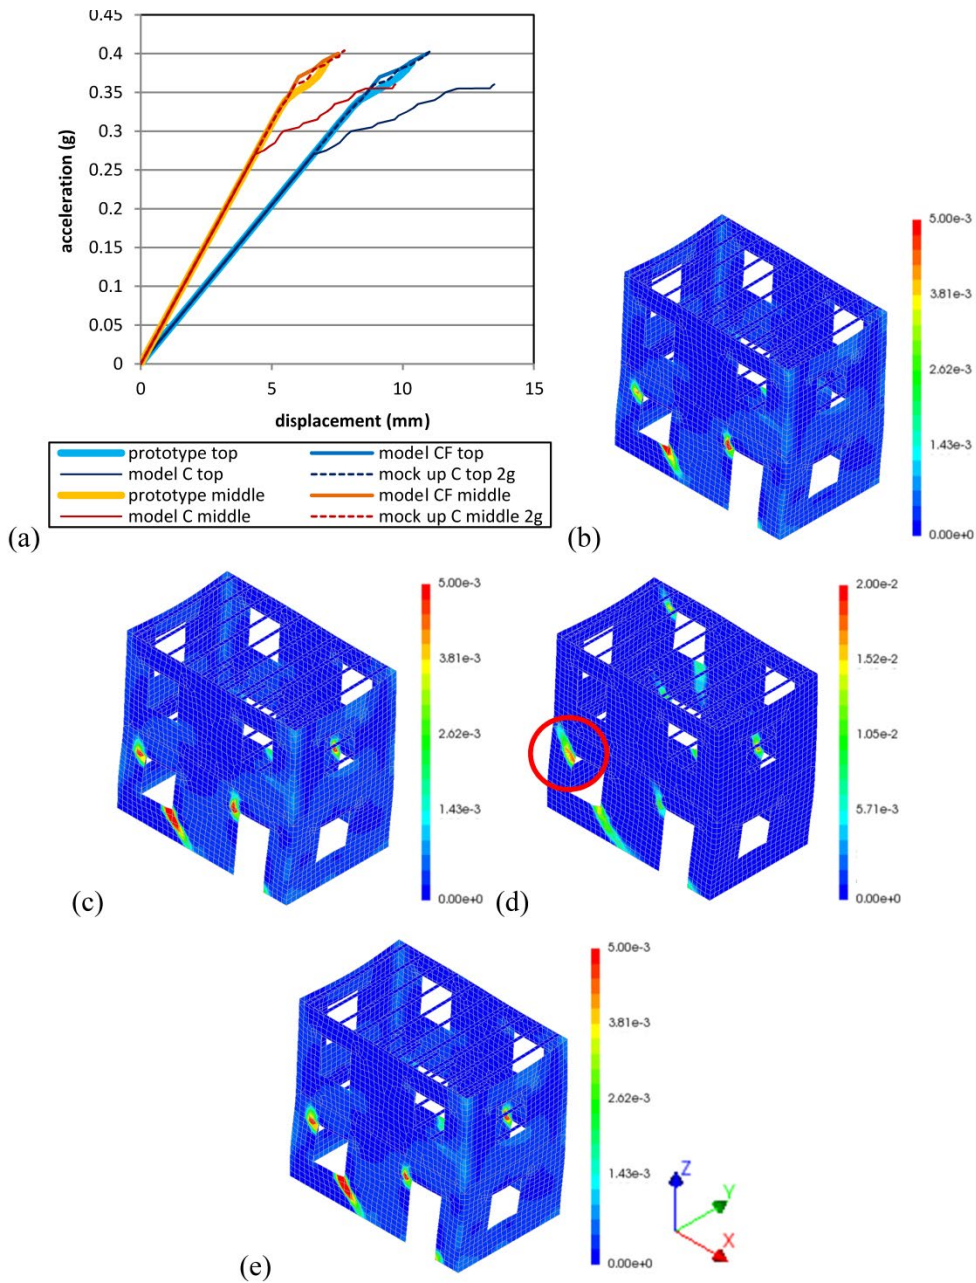 0.45
0.4
0.35
0.3
0.25
0.2
0.15
0.1
0.05
0
acceleration (g)
0 5 10 15
displacement (mm)
prototype top model CF top
model C top mock up C top 2g
prototype middle model CF middle
model C middle mock up C middle 2g
(a)
5.00e-3
3.81e-3
2.62e-3
1.43e-3
0.00e+0
(b)
5.00e-3
3.81e-3
2.62e-3
1.43e-3
0.00e+0
(c)
2.00e-2
1.52e-2
1.05e-2
5.71e-3
0.00e+0
(d)
5.00e-3
3.81e-3
2.62e-3
1.43e-3
0.00e+0
Z
Y
X
(e)